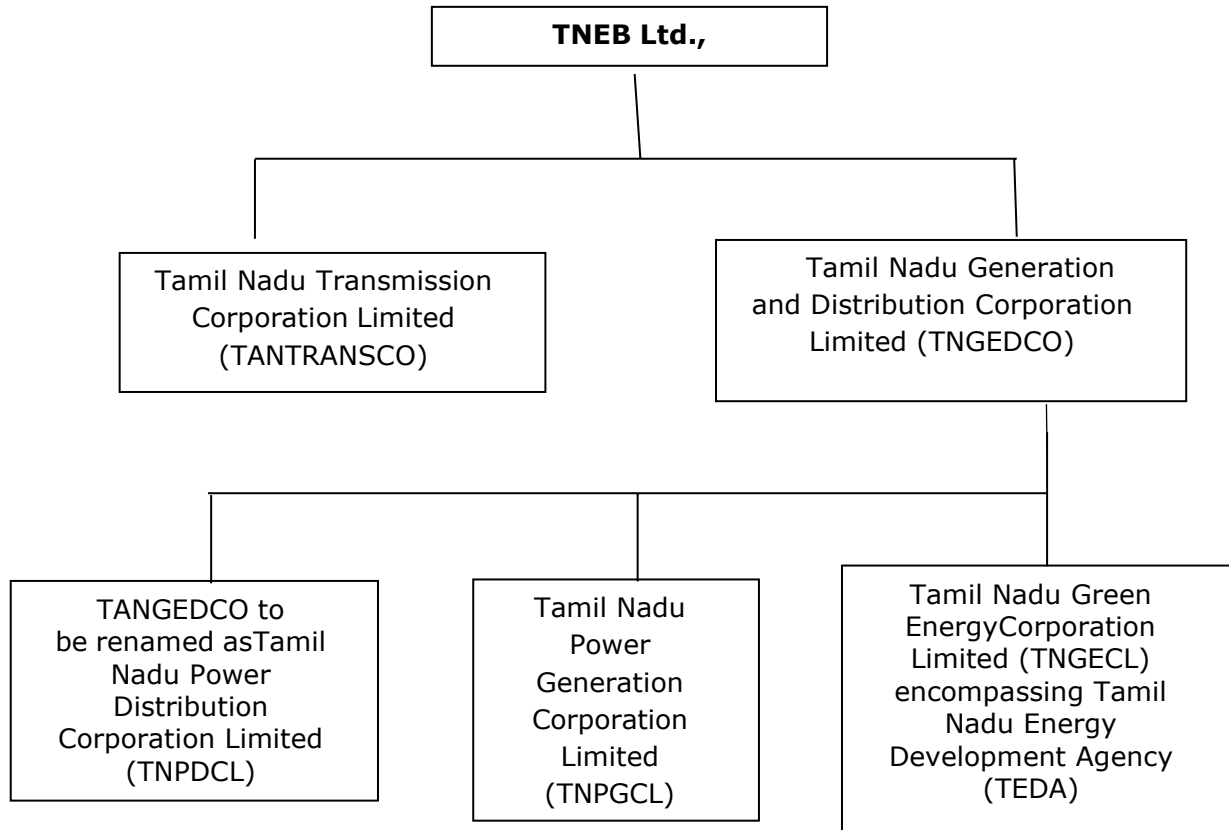 TNEB Ltd.,
Tamil Nadu Transmission
Corporation Limited
(TANTRANSCO)
Tamil Nadu Generation
and Distribution Corporation
Limited (TNGEDCO)
TANGEDCO to
be renamed asTamil
Nadu Power
Distribution
Corporation Limited
(TNPDCL)
Tamil Nadu
Power
Generation
Corporation
Limited
(TNPGCL)
Tamil Nadu Green
EnergyCorporation
Limited (TNGECL)
encompassing Tamil
Nadu Energy
Development Agency
(TEDA)